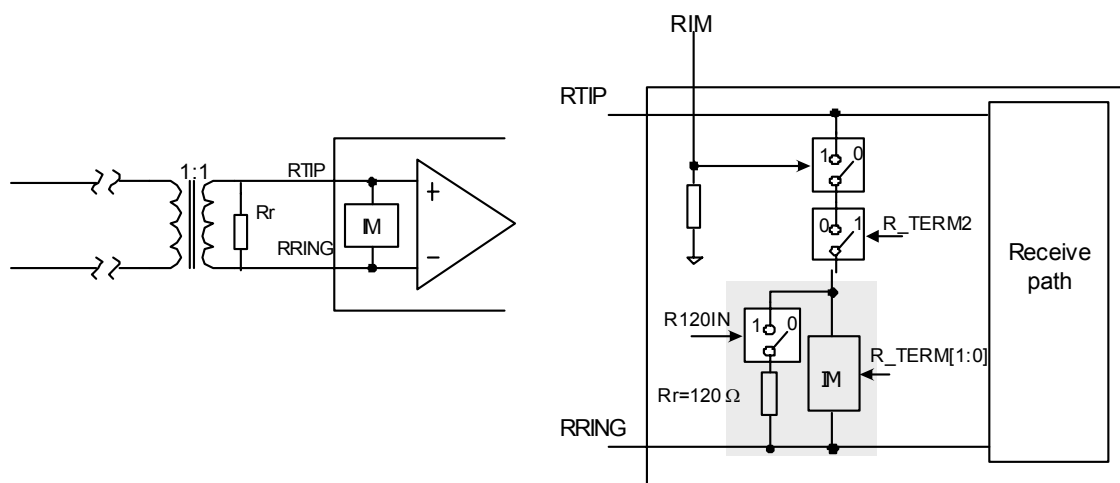 1:1
RTIP
Rr
IM
RRING
+
−
RIM
RTIP
1 0
0 1
R_TERM2
Receive
path
R120IN
1 0
R_TERM[1:0]
IM
Rr=120 Ω
RRING